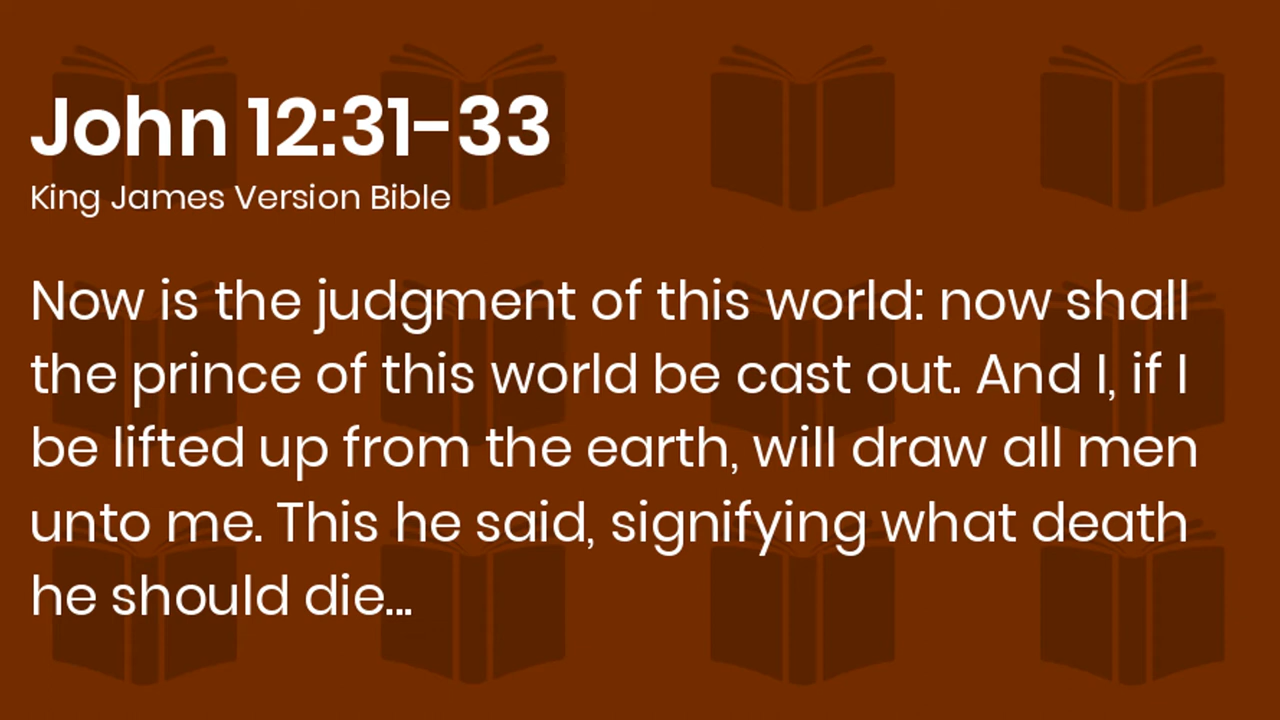 John 12:31-33
King James Version Bible
Now is the judgment of this world: now shall
the prince of this world be cast out. And I, if I
be lifted up from the earth, will draw all men
unto me. This he said, signifying what death
he should die...